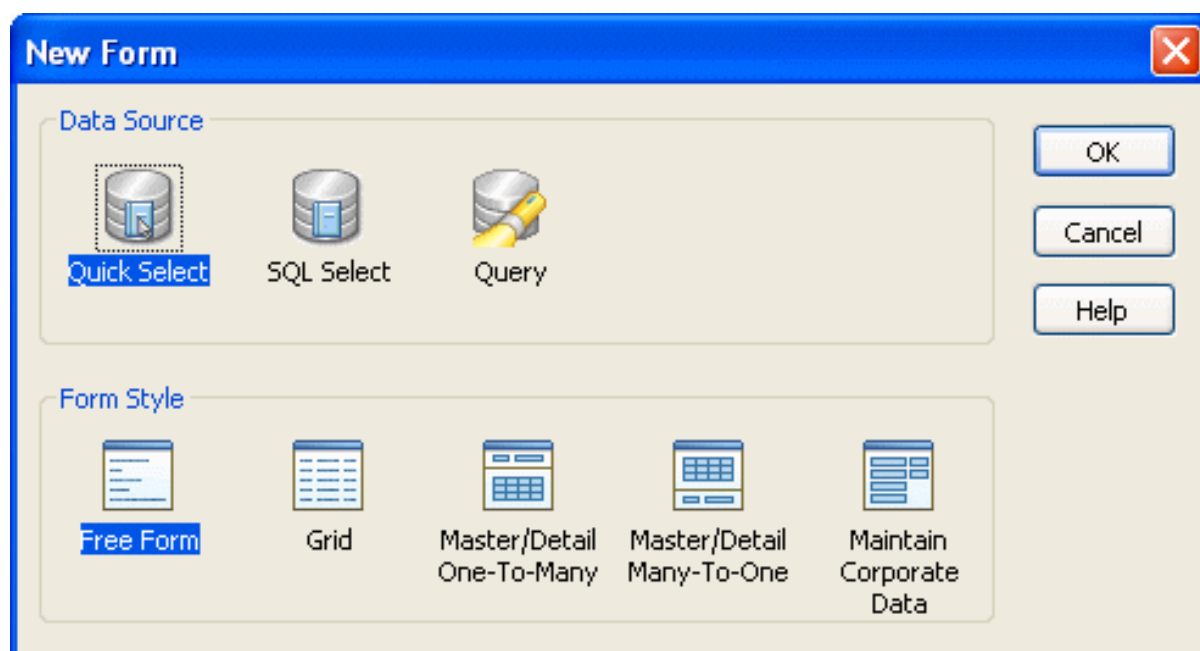 New Form
Data Source
OK
Quick Select SQL Select Query
Cancel
Help
Form Style
Free Form Grid Master/Detail Master/Detail Maintain
One-To-Many Many-To-One Corporate
Data